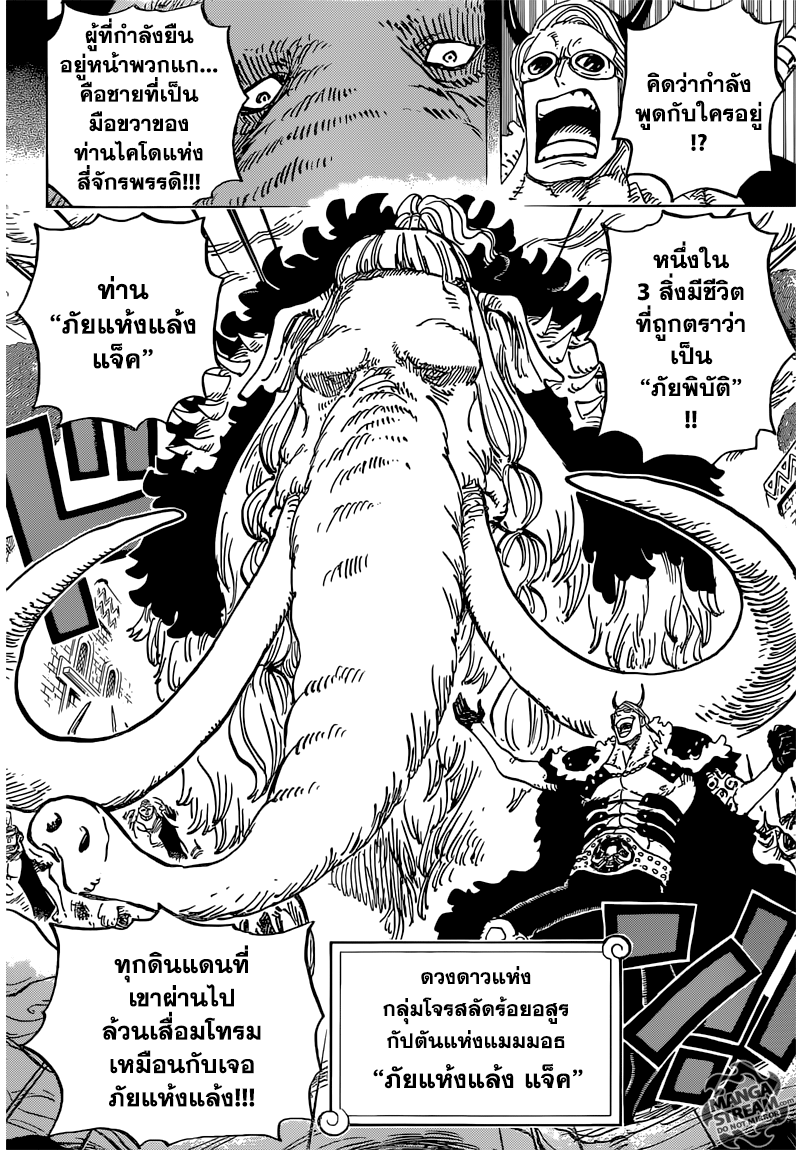 คิดว่ากำลัง
พูดกับใครอยู่
!?
ผู้ที่กำลังยืน
อยู่หน้าพวกแก...
คือชายที่เป็น
มือขวาของ
ท่านไคโดแห่ง
สี่จักรพรรดิ!!!
หนึ่งใน
3 สิ่งมีชีวิต
ที่ถูกตราว่า
เป็น
“ภัยพิบัติ”
!!
ท่าน
“ภัยแห้งแล้ง
แจ็ค”
ทุกดินแดนที่
เขาผ่านไป
ล้วนเสื่อมโทรม
เหมือนกับเจอ
ภัยแห้งแล้ง!!!
ดวงดาวแห่ง
กลุ่มโจรสลัดร้อยอสูร
กัปตันแห่งแมมมอธ
“ภัยแห้งแล้ง แจ็ค”
MANGA
STREAM.com
DO NOT MIRROR